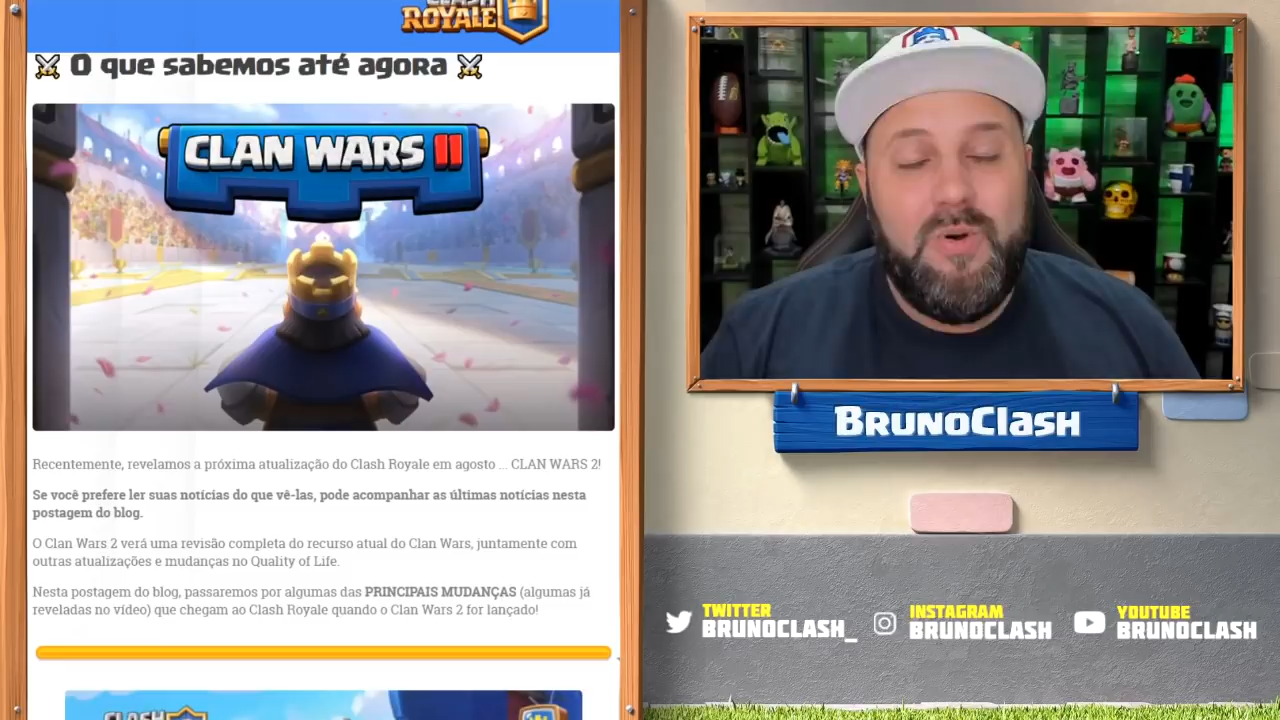 CLASH
ROYALE
O que sabemos até agora
CLAN WARS II
Recentemente, revelamos a próxima atualização do Clash Royale em agosto ... CLAN WARS 2!
Se você prefere ler suas notícias do que vê-las, pode acompanhar as últimas notícias nesta
postagem do blog.
O Clan Wars 2 verá uma revisão completa do recurso atual do Clan Wars, juntamente com
outras atualizações e mudanças no Quality of Life.
Nesta postagem do blog, passaremos por algumas das PRINCIPAIS MUDANÇAS (algumas já
reveladas no vídeo) que chegam ao Clash Royale quando o Clan Wars 2 for lançado!
CLASH
BRUNOCLASH
TWITTER
BRUNOCLASH_
INSTAGRAM
BRUNOCLASH
YOUTUBE
BRUNOCLASH